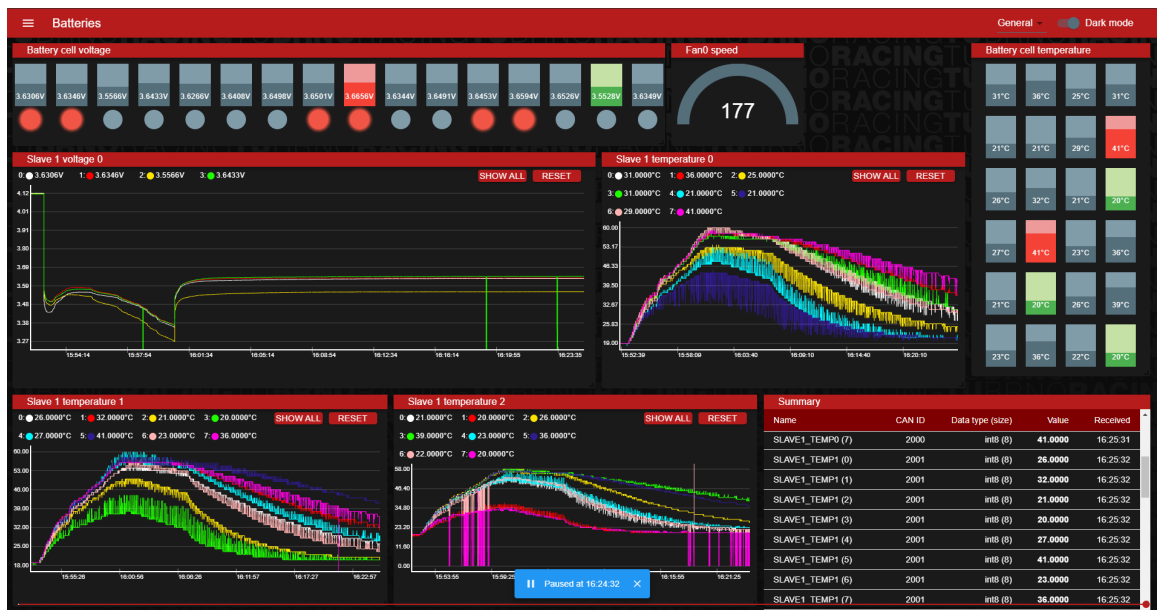 Batteries
General
Dark mode
Battery cell voltage
3.6306V 3.6346V 3.5566V 3.6433V 3.6266V 3.6408V 3.6498V 3.6501V 3.6656V 3.6344V 3.6491V 3.6453V 3.6594V 3.6526V 3.5528V 3.6349V
Fan0 speed
177
Battery cell temperature
31°C 36°C 25°C 31°C
21°C 21°C 29°C 41°C
26°C 32°C 21°C 20°C
27°C 41°C 23°C 36°C
21°C 20°C 26°C 39°C
23°C 36°C 22°C 20°C
Slave 1 voltage 0
0: 3.6306V 1: 3.6346V 2: 3.5566V 3: 3.6433V
SHOW ALL RESET
4.12
4.01
3.91
3.80
3.69
3.59
3.48
3.38
3.27
15:54:14 15:57:54 16:01:34 16:05:14 16:08:54 16:12:34 16:16:14 16:19:55 16:23:35
Slave 1 temperature 0
0: 31.0000°C 1: 36.0000°C 2: 25.0000°C
3: 31.0000°C 4: 21.0000°C 5: 21.0000°C
6: 29.0000°C 7: 41.0000°C
SHOW ALL RESET
60.00
53.17
46.33
39.50
32.67
25.83
19.00
15:52:39 15:58:09 16:03:40 16:09:10 16:14:40 16:20:10
Slave 1 temperature 1
0: 26.0000°C 1: 32.0000°C 2: 21.0000°C 3: 20.0000°C
4: 27.0000°C 5: 41.0000°C 6: 23.0000°C 7: 36.0000°C
SHOW ALL RESET
60.00
53.00
46.00
39.00
32.00
25.00
18.00
15:55:26 16:00:56 16:06:26 16:11:57 16:17:27 16:22:57
Slave 1 temperature 2
0: 21.0000°C 1: 20.0000°C 2: 26.0000°C
3: 39.0000°C 4: 23.0000°C 5: 36.0000°C
6: 22.0000°C 7: 20.0000°C
SHOW ALL RESET
58.00
46.40
34.80
23.20
11.60
0.00
15:53:55 16:15:55 16:21:25
Paused at 16:24:32
Summary
Name CAN ID Data type (size) Value Received
SLAVE1_TEMP0 (7) 2000 int8 (8) 41.0000 16:25:31
SLAVE1_TEMP1 (0) 2001 int8 (8) 26.0000 16:25:32
SLAVE1_TEMP1 (1) 2001 int8 (8) 32.0000 16:25:32
SLAVE1_TEMP1 (2) 2001 int8 (8) 21.0000 16:25:32
SLAVE1_TEMP1 (3) 2001 int8 (8) 20.0000 16:25:32
SLAVE1_TEMP1 (4) 2001 int8 (8) 27.0000 16:25:32
SLAVE1_TEMP1 (5) 2001 int8 (8) 41.0000 16:25:32
SLAVE1_TEMP1 (6) 2001 int8 (8) 23.0000 16:25:32
SLAVE1_TEMP1 (7) 2001 int8 (8) 36.0000 16:25:32